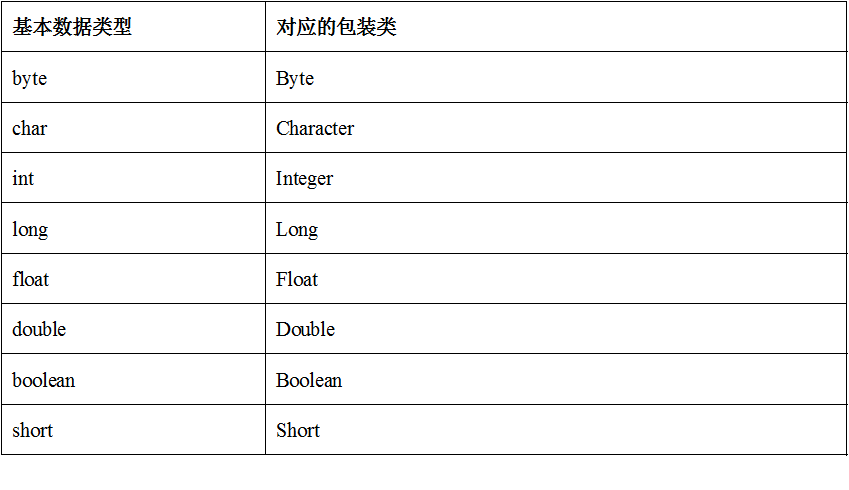 基本数据类型 对应的包装类
byte Byte
char Character
int Integer
long Long
float Float
double Double
boolean Boolean
short Short